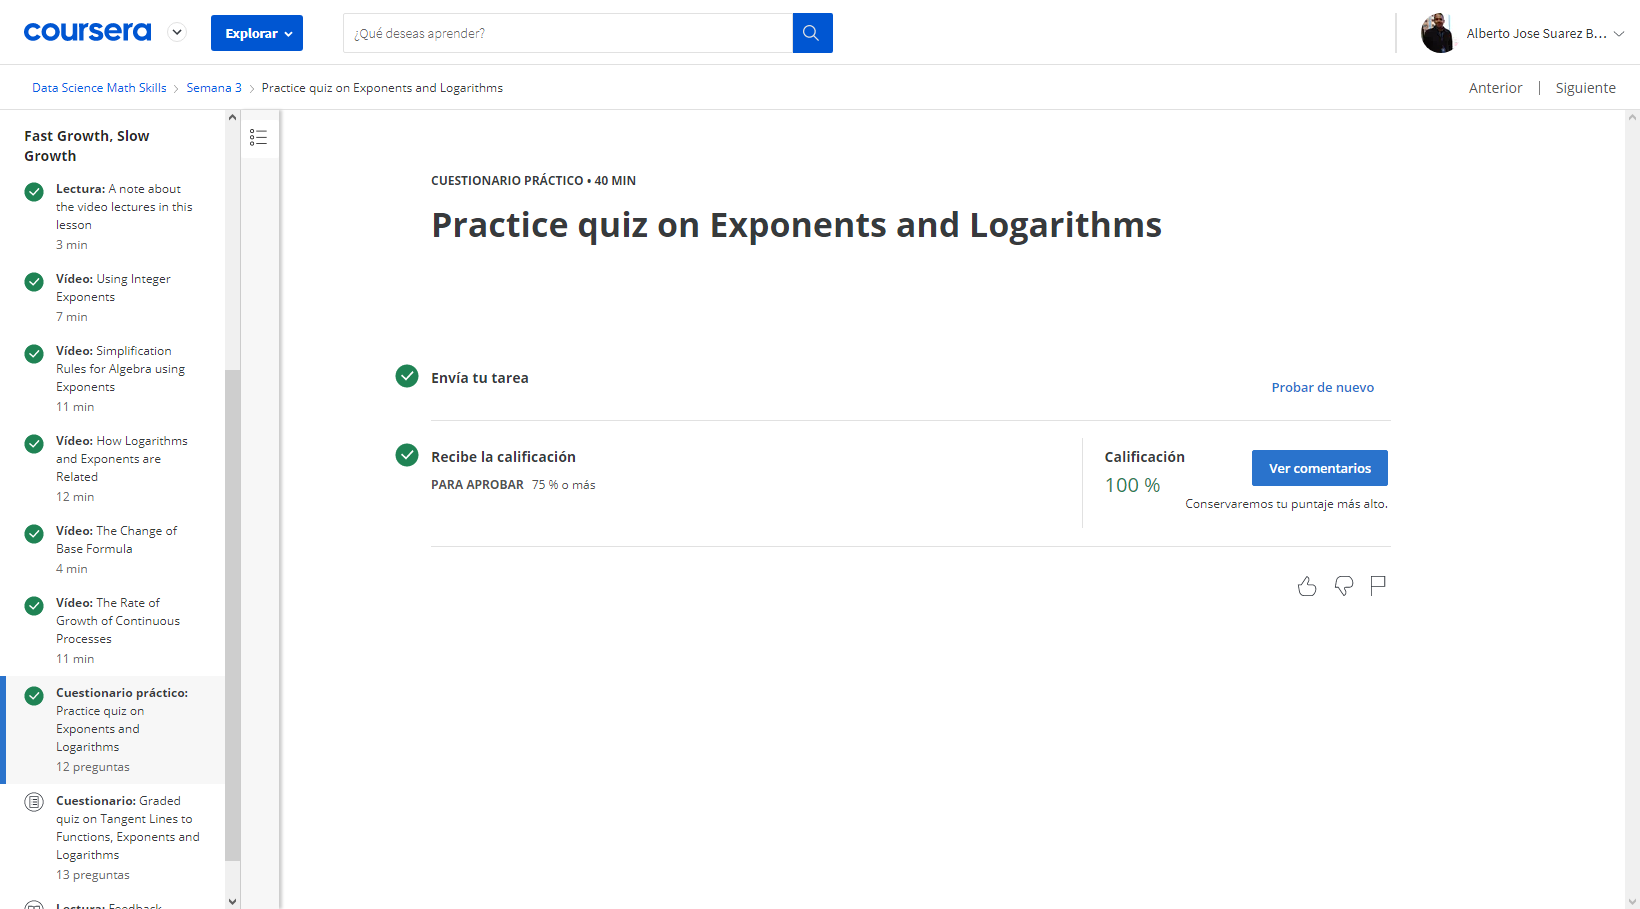 coursera
Explorar
¿Qué deseas aprender?
Alberto Jose Suarez B...
Data Science Math Skills
Semana 3
Practice quiz on Exponents and Logarithms
Anterior
Siguiente
Fast Growth, Slow
Growth
Lectura: A note about
the video lectures in this
lesson
3 min
Vídeo: Using Integer
Exponents
7 min
Vídeo: Simplification
Rules for Algebra using
Exponents
11 min
Vídeo: How Logarithms
and Exponents are
Related
12 min
Vídeo: The Change of
Base Formula
4 min
Vídeo: The Rate of
Growth of Continuous
Processes
11 min
Cuestionario práctico:
Practice quiz on
Exponents and
Logarithms
12 preguntas
Cuestionario: Graded
quiz on Tangent Lines to
Functions, Exponents and
Logarithms
13 preguntas
Lectura: Feedback
CUESTIONARIO PRÁCTICO • 40 MIN
Practice quiz on Exponents and Logarithms
Envía tu tarea
Probar de nuevo
Recibe la calificación
PARA APROBAR 75 % o más
Calificación
100 %
Ver comentarios
Conservaremos tu puntaje más alto.